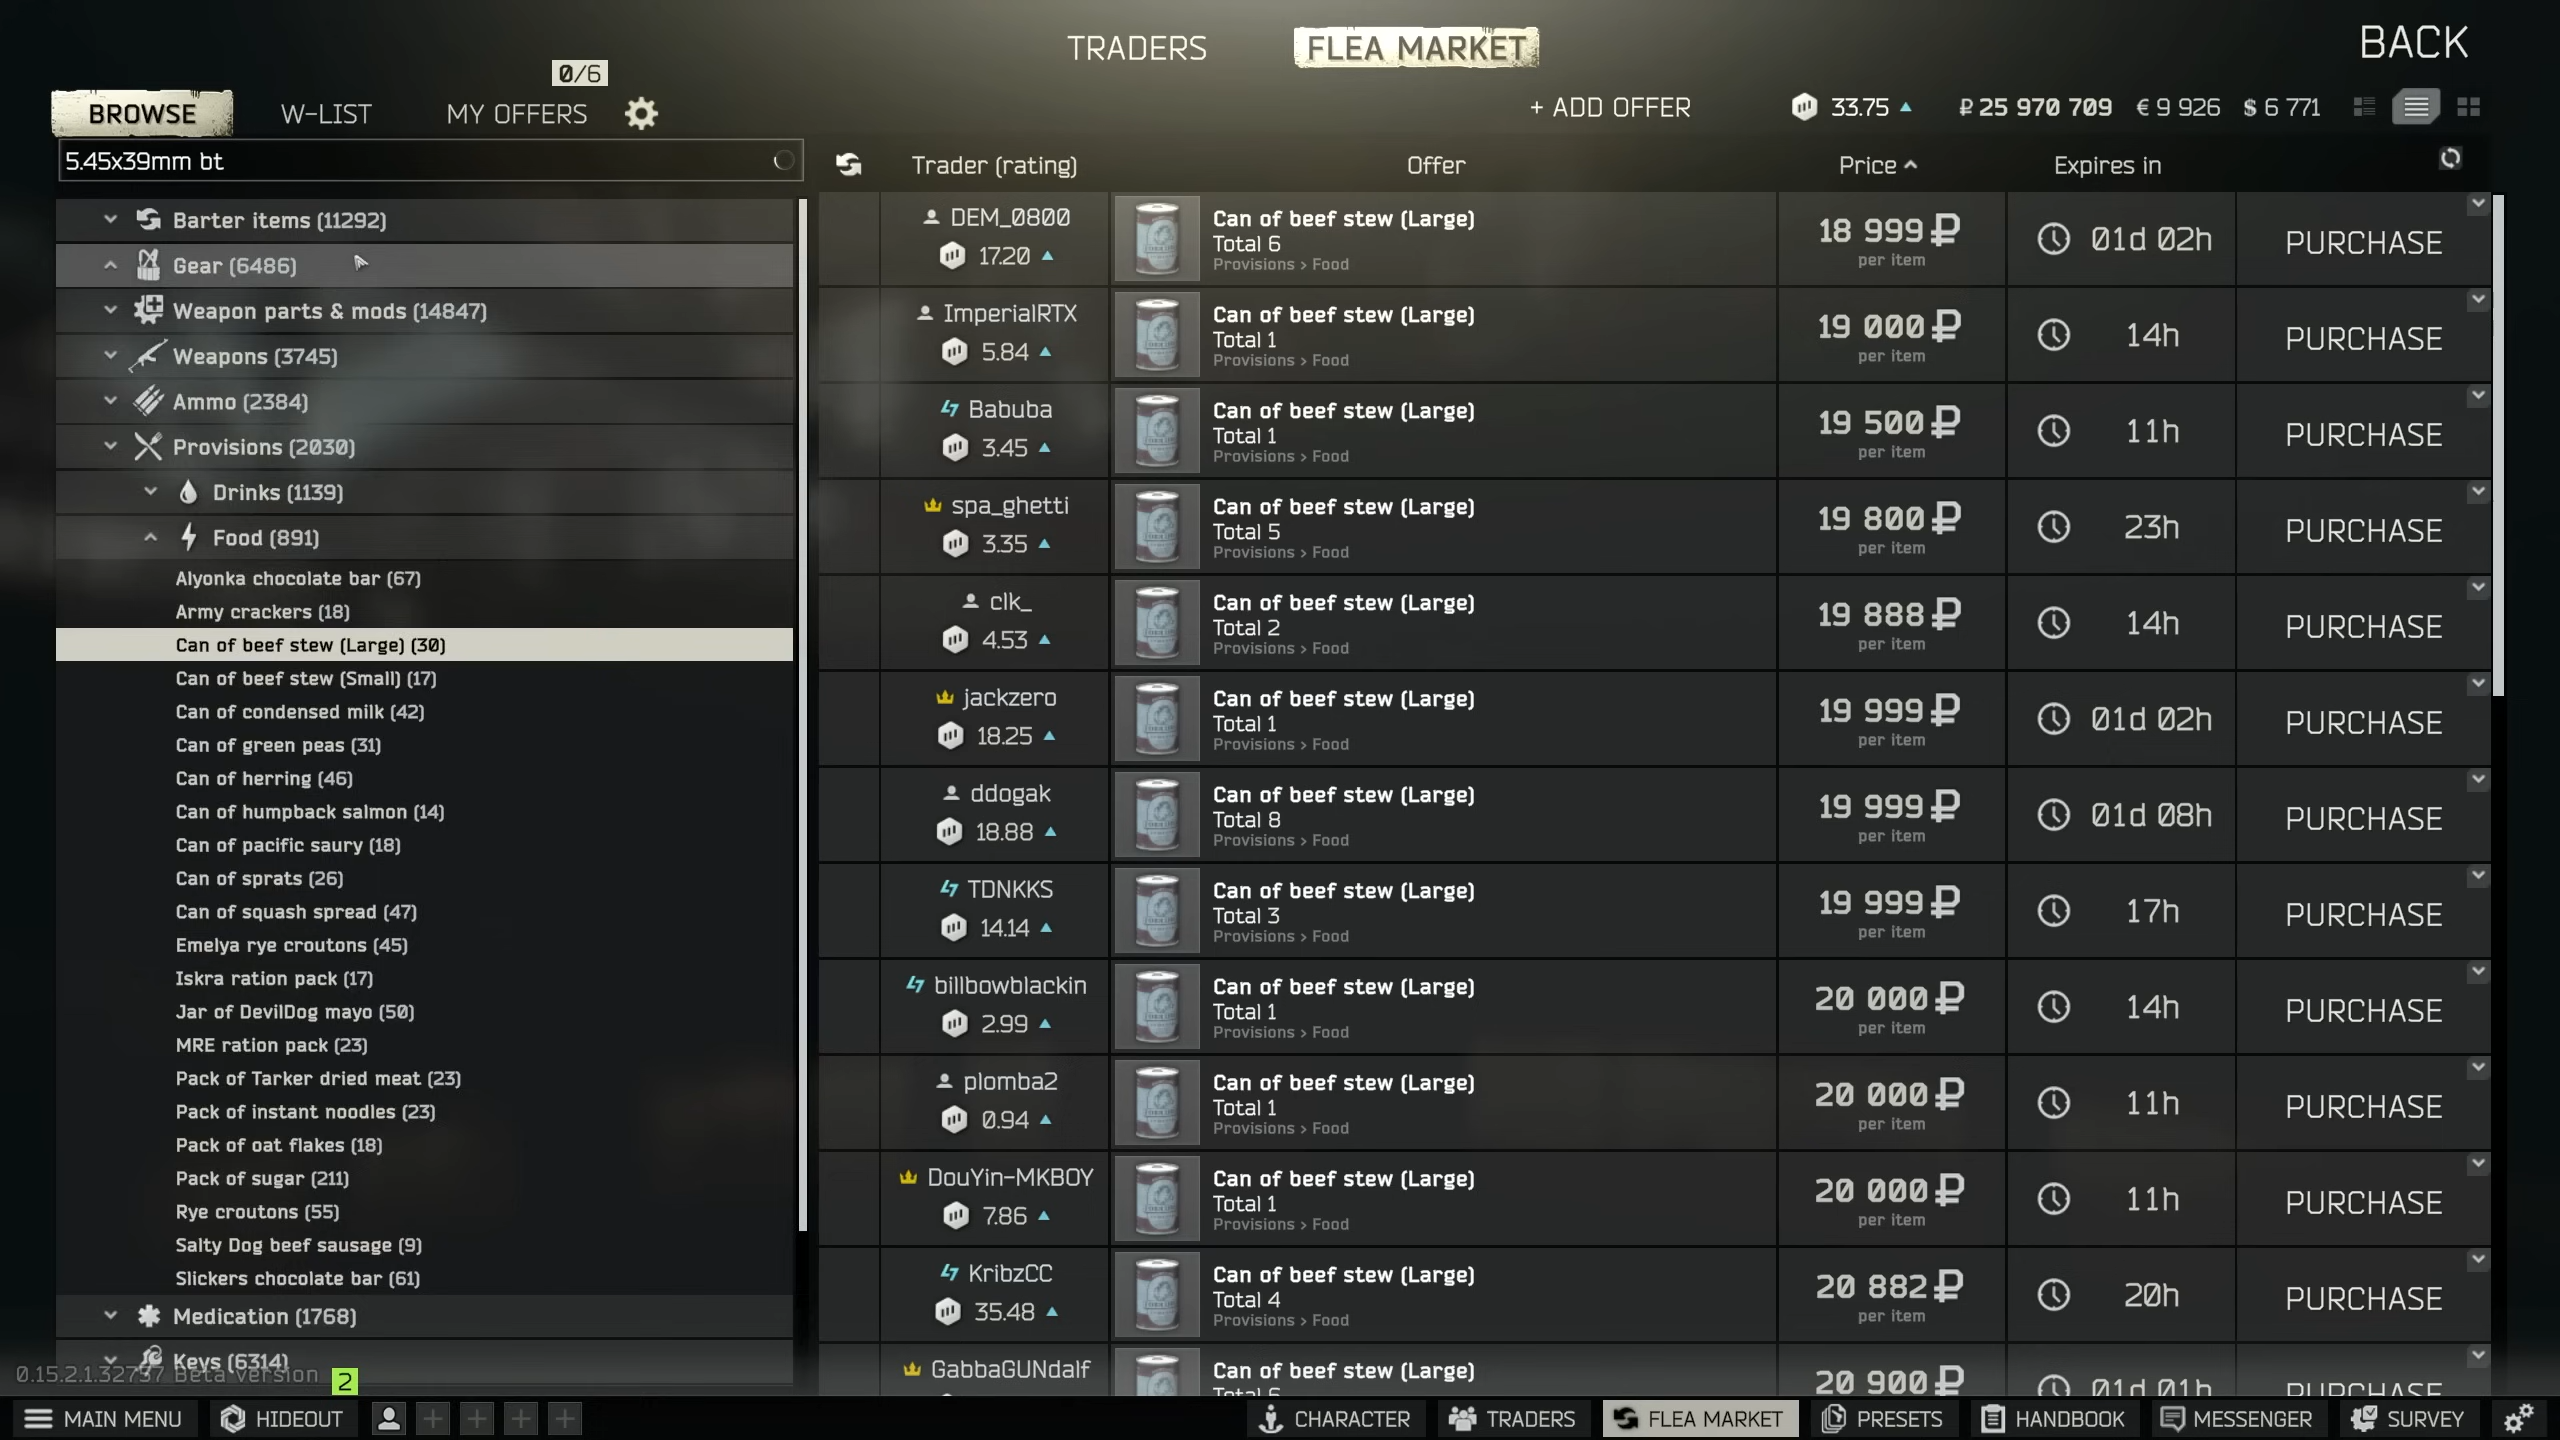 TRADERS
FLEA MARKET
BACK
0/6
BROWSE
W-LIST
MY OFFERS
+ ADD OFFER
33.75
₽ 25 970 709
€ 9 926
$ 6 771
5.45x39mm bt
Trader (rating)
Offer
Price
Expires in
Barter items (11292)
Gear (6486)
Weapon parts & mods (14847)
Weapons (3745)
Ammo (2384)
Provisions (2030)
Drinks (1139)
Food (891)
Alyonka chocolate bar (67)
Army crackers (18)
Can of beef stew (Large) (30)
Can of beef stew (Small) (17)
Can of condensed milk (42)
Can of green peas (31)
Can of herring (46)
Can of humpback salmon (14)
Can of pacific saury (18)
Can of sprats (26)
Can of squash spread (47)
Emelya rye croutons (45)
Iskra ration pack (17)
Jar of DevilDog mayo (50)
MRE ration pack (23)
Pack of Tarker dried meat (23)
Pack of instant noodles (23)
Pack of oat flakes (18)
Pack of sugar (211)
Rye croutons (55)
Salty Dog beef sausage (9)
Slickers chocolate bar (61)
Medication (1768)
Keys (6314)
DEM_0800
17.20
Can of beef stew (Large)
Total 6
Provisions > Food
18 999 ₽
per item
01d 02h
PURCHASE
ImperialRTX
5.84
Can of beef stew (Large)
Total 1
Provisions > Food
19 000 ₽
per item
14h
PURCHASE
Babuba
3.45
Can of beef stew (Large)
Total 1
Provisions > Food
19 500 ₽
per item
11h
PURCHASE
spa_ghetti
3.35
Can of beef stew (Large)
Total 5
Provisions > Food
19 800 ₽
per item
23h
PURCHASE
clk_
4.53
Can of beef stew (Large)
Total 2
Provisions > Food
19 888 ₽
per item
14h
PURCHASE
jackzero
18.25
Can of beef stew (Large)
Total 1
Provisions > Food
19 999 ₽
per item
01d 02h
PURCHASE
ddogak
18.88
Can of beef stew (Large)
Total 8
Provisions > Food
19 999 ₽
per item
01d 08h
PURCHASE
TDNKKS
14.14
Can of beef stew (Large)
Total 3
Provisions > Food
19 999 ₽
per item
17h
PURCHASE
billbowblackin
2.99
Can of beef stew (Large)
Total 1
Provisions > Food
20 000 ₽
per item
14h
PURCHASE
plomba2
0.94
Can of beef stew (Large)
Total 1
Provisions > Food
20 000 ₽
per item
11h
PURCHASE
DouYin-MKBOY
7.86
Can of beef stew (Large)
Total 1
Provisions > Food
20 000 ₽
per item
11h
PURCHASE
KribzCC
35.48
Can of beef stew (Large)
Total 4
Provisions > Food
20 882 ₽
per item
20h
PURCHASE
GabbaGUNdalf
Can of beef stew (Large)
20 900 ₽
01d 01h
PURCHASE
0.15.2.1.32757 Beta version
2
MAIN MENU
HIDEOUT
CHARACTER
TRADERS
FLEA MARKET
PRESETS
HANDBOOK
MESSENGER
SURVEY